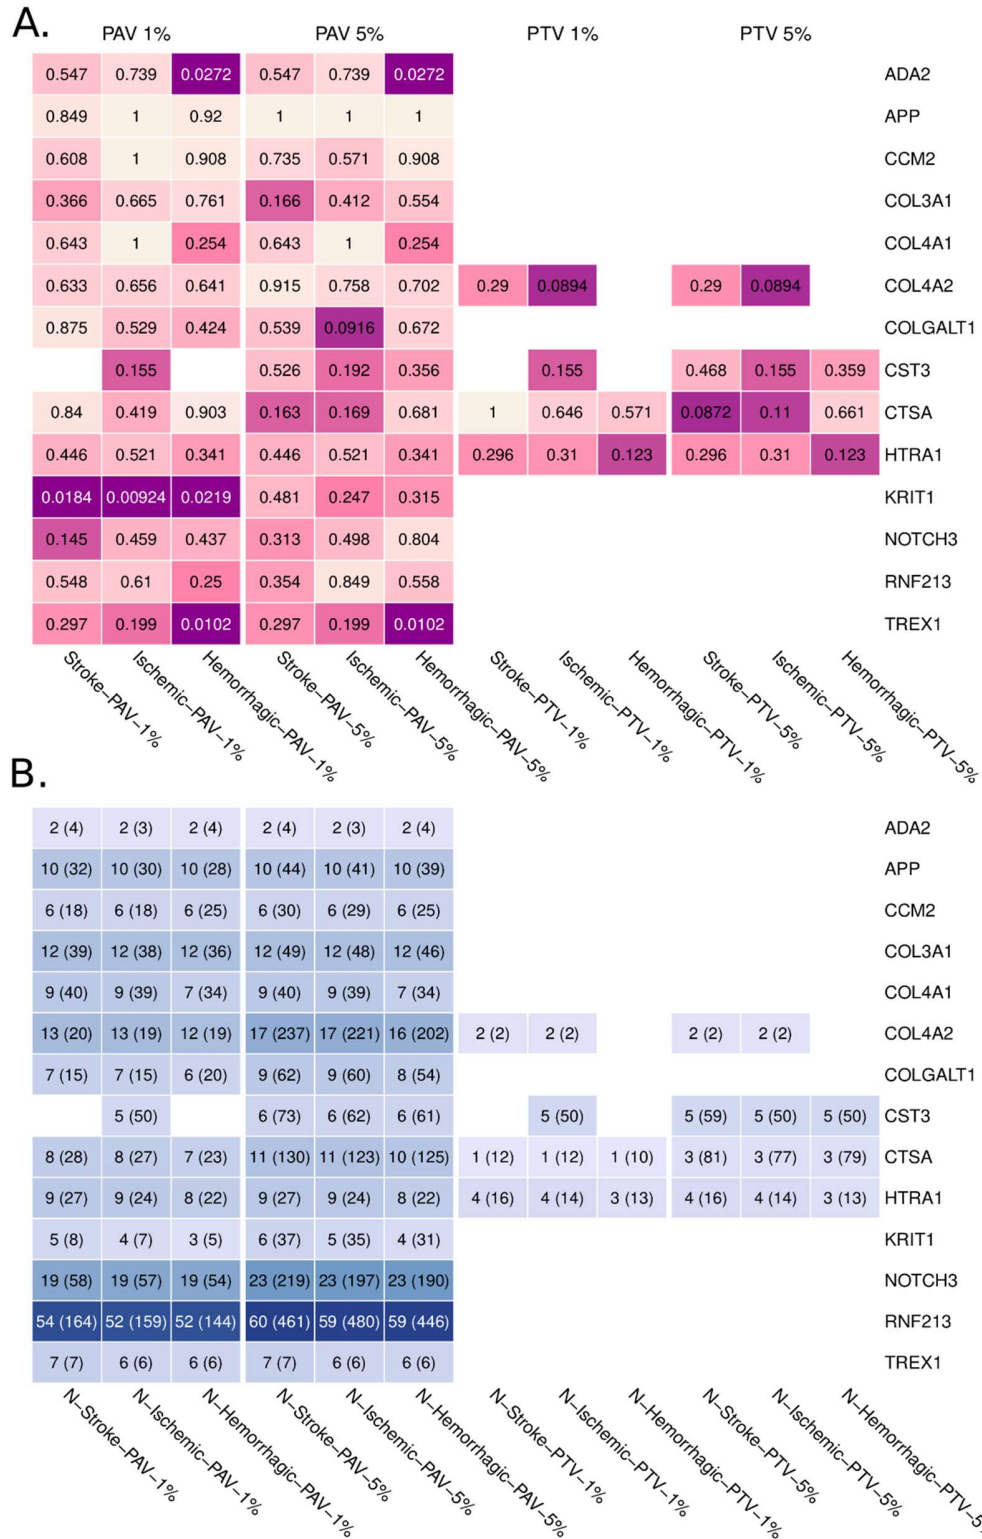 A.
PAV 1% PAV 5% PTV 1% PTV 5%
0.547 0.739 0.0272 0.547 0.739 0.0272 ADA2
0.849 1 0.92 1 1 1 APP
0.608 1 0.908 0.735 0.571 0.908 CCM2
0.366 0.665 0.761 0.166 0.412 0.554 COL3A1
0.643 1 0.254 0.643 1 0.254 COL4A1
0.633 0.656 0.641 0.915 0.758 0.702 0.29 0.0894 0.29 0.0894 COL4A2
0.875 0.529 0.424 0.539 0.0916 0.672 COLGALT1
0.155 0.526 0.192 0.356 0.155 0.468 0.155 0.359 CST3
0.84 0.419 0.903 0.163 0.169 0.681 1 0.646 0.571 0.0872 0.11 0.661 CTSA
0.446 0.521 0.341 0.446 0.521 0.341 0.296 0.31 0.123 0.296 0.31 0.123 HTRA1
0.0184 0.00924 0.0219 0.481 0.247 0.315 KRIT1
0.145 0.459 0.437 0.313 0.498 0.804 NOTCH3
0.548 0.61 0.25 0.354 0.849 0.558 RNF213
0.297 0.199 0.0102 0.297 0.199 0.0102 TREX1
Stroke–PAV–1% Ischemic–PAV–1% Hemorrhagic–PAV–1% Stroke–PAV–5% Ischemic–PAV–5% Hemorrhagic–PAV–5% Stroke–PTV–1% Ischemic–PTV–1% Hemorrhagic–PTV–1% Stroke–PTV–5% Ischemic–PTV–5% Hemorrhagic–PTV–5%
B.
2 (4) 2 (3) 2 (4) 2 (4) 2 (3) 2 (4) ADA2
10 (32) 10 (30) 10 (28) 10 (44) 10 (41) 10 (39) APP
6 (18) 6 (18) 6 (25) 6 (30) 6 (29) 6 (25) CCM2
12 (39) 12 (38) 12 (36) 12 (49) 12 (48) 12 (46) COL3A1
9 (40) 9 (39) 7 (34) 9 (40) 9 (39) 7 (34) COL4A1
13 (20) 13 (19) 12 (19) 17 (237) 17 (221) 16 (202) 2 (2) 2 (2) 2 (2) 2 (2) COL4A2
7 (15) 7 (15) 6 (20) 9 (62) 9 (60) 8 (54) COLGALT1
5 (50) 6 (73) 6 (62) 6 (61) 5 (50) 5 (59) 5 (50) 5 (50) CST3
8 (28) 8 (27) 7 (23) 11 (130) 11 (123) 10 (125) 1 (12) 1 (12) 1 (10) 3 (81) 3 (77) 3 (79) CTSA
9 (27) 9 (24) 8 (22) 9 (27) 9 (24) 8 (22) 4 (16) 4 (14) 3 (13) 4 (16) 4 (14) 3 (13) HTRA1
5 (8) 4 (7) 3 (5) 6 (37) 5 (35) 4 (31) KRIT1
19 (58) 19 (57) 19 (54) 23 (219) 23 (197) 23 (190) NOTCH3
54 (164) 52 (159) 52 (144) 60 (461) 59 (480) 59 (446) RNF213
7 (7) 6 (6) 6 (6) 7 (7) 6 (6) 6 (6) TREX1
N–Stroke–PAV–1% N–Ischemic–PAV–1% N–Hemorrhagic–PAV–1% N–Stroke–PAV–5% N–Ischemic–PAV–5% N–Hemorrhagic–PAV–5% N–Stroke–PTV–1% N–Ischemic–PTV–1% N–Hemorrhagic–PTV–1% N–Stroke–PTV–5% N–Ischemic–PTV–5% N–Hemorrhagic–PTV–5